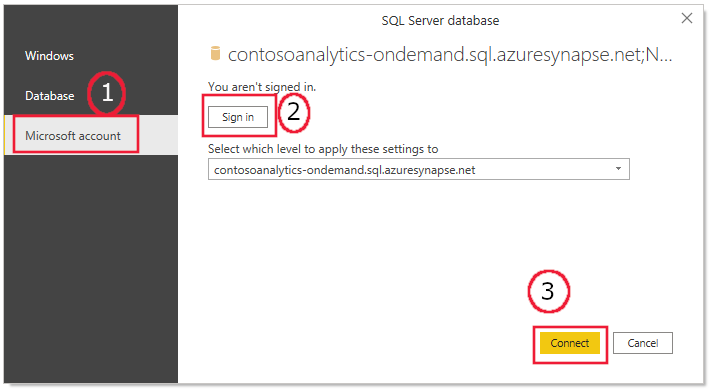 SQL Server database
Windows
Database
1
Microsoft account
contosoanalytics-ondemand.sql.azuresynapse.net;N...
You aren't signed in.
Sign in
2
Select which level to apply these settings to
contosoanalytics-ondemand.sql.azuresynapse.net
3
Connect
Cancel